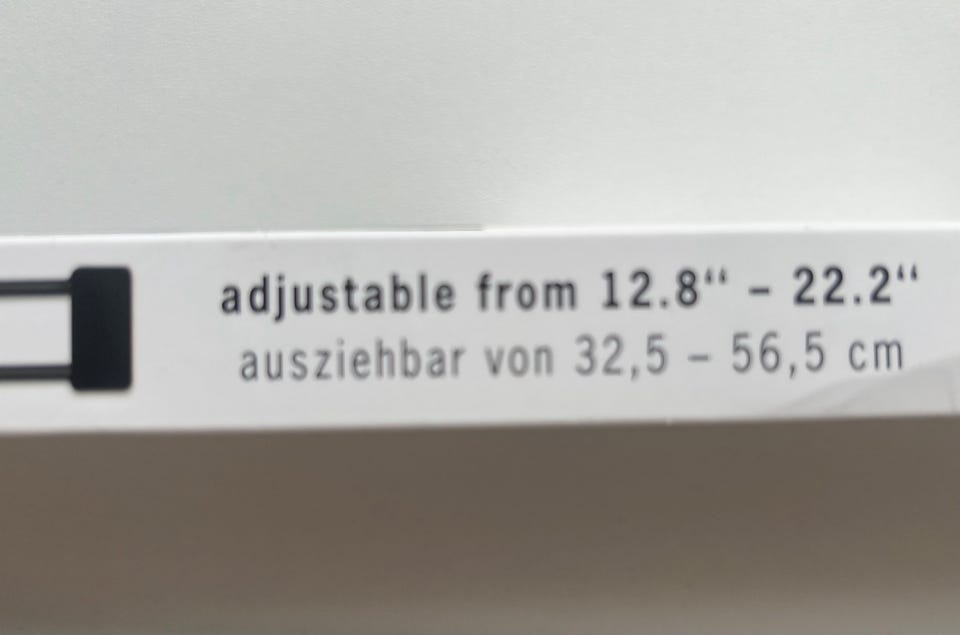 adjustable from 12.8“ – 22.2“
ausziehbar von 32,5 – 56,5 cm